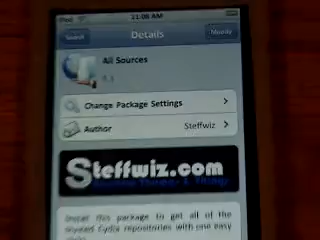 iPod
11:06 AM
Search
Details
Modify
All Sources
Change Package Settings
Author
Steffwiz
Steffwiz.com
Install this package to get all of the
Cydia repositories with one easy